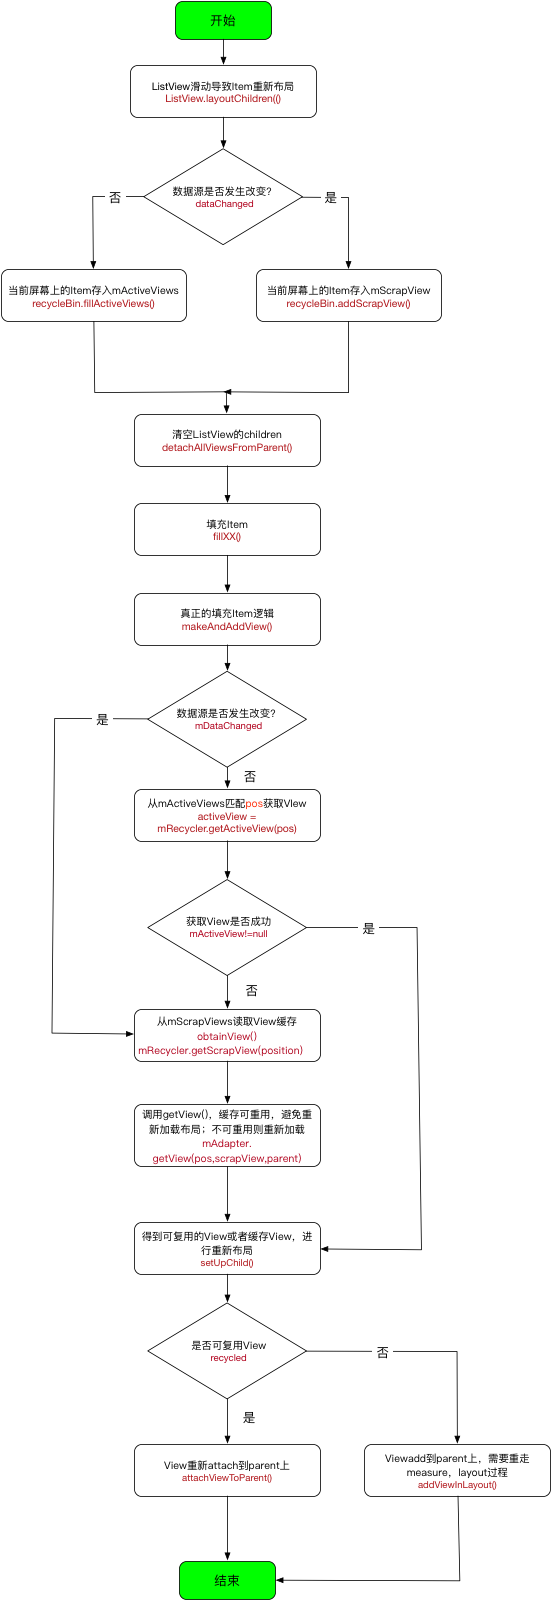 开始
ListView滑动导致Item重新布局
ListView.layoutChildren(()
数据源是否发生改变?
dataChanged
否
是
当前屏幕上的Item存入mActiveViews
recycleBin.fillActiveViews()
当前屏幕上的Item存入mScrapView
recycleBin.addScrapView()
清空ListView的children
detachAllViewsFromParent()
填充Item
fillXX()
真正的填充Item逻辑
makeAndAddView()
数据源是否发生改变?
mDataChanged
是
否
从mActiveViews匹配pos获取VIew
activeView =
mRecycler.getActiveView(pos)
获取View是否成功
mActiveView!=null
是
否
从mScrapViews读取View缓存
obtainView()
mRecycler.getScrapView(position)
调用getView()，缓存可重用，避免重
新加载布局；不可重用则重新加载
mAdapter.
getView(pos,scrapView,parent)
得到可复用的View或者缓存View，进
行重新布局
setUpChild()
是否可复用View
recycled
否
是
View重新attach到parent上
attachViewToParent()
Viewadd到parent上，需要重走
measure，layout过程
addViewInLayout()
结束